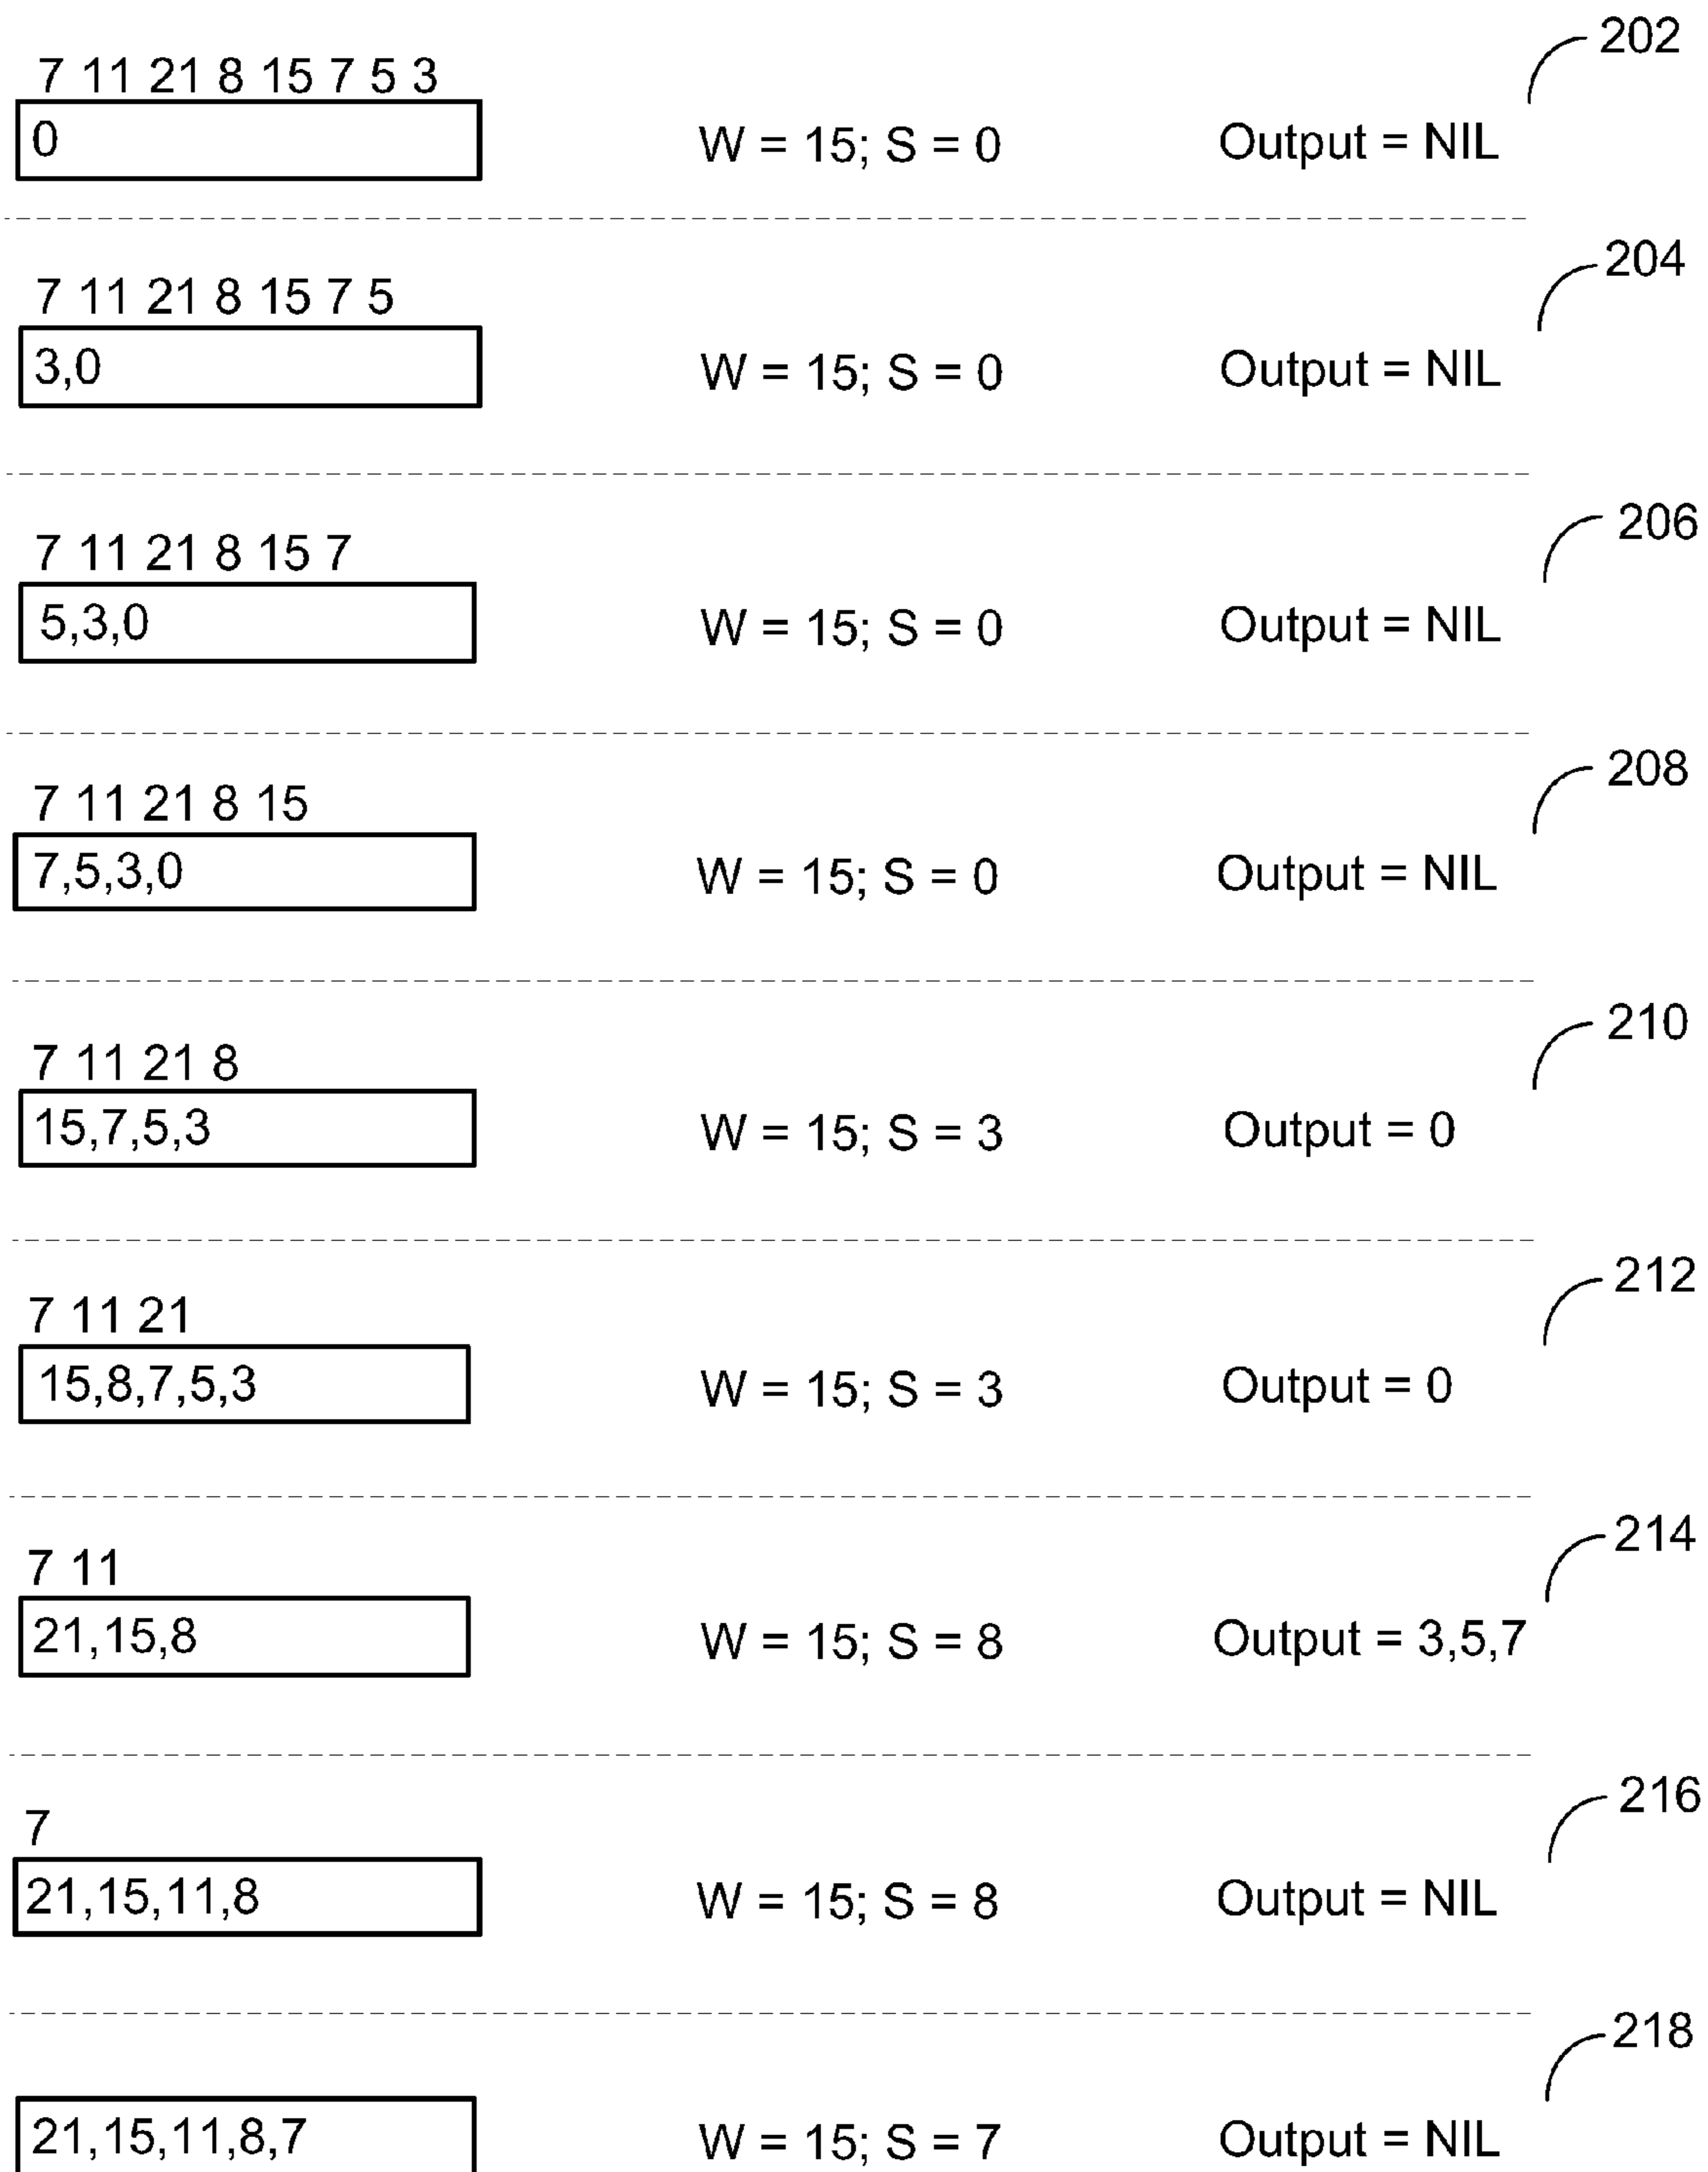 202
7 11 21 8 15 7 5 3
0 W = 15; S = 0 Output = NIL
204
7 11 21 8 15 7 5
3,0 W = 15; S = 0 Output = NIL
206
7 11 21 8 15 7
5,3,0 W = 15; S = 0 Output = NIL
208
7 11 21 8 15
7,5,3,0 W = 15; S = 0 Output = NIL
210
7 11 21 8
15,7,5,3 W = 15; S = 3 Output = 0
212
7 11 21
15,8,7,5,3 W = 15; S = 3 Output = 0
214
7 11
21,15,8 W = 15; S = 8 Output = 3,5,7
216
7
21,15,11,8 W = 15; S = 8 Output = NIL
218
21,15,11,8,7 W = 15; S = 7 Output = NIL